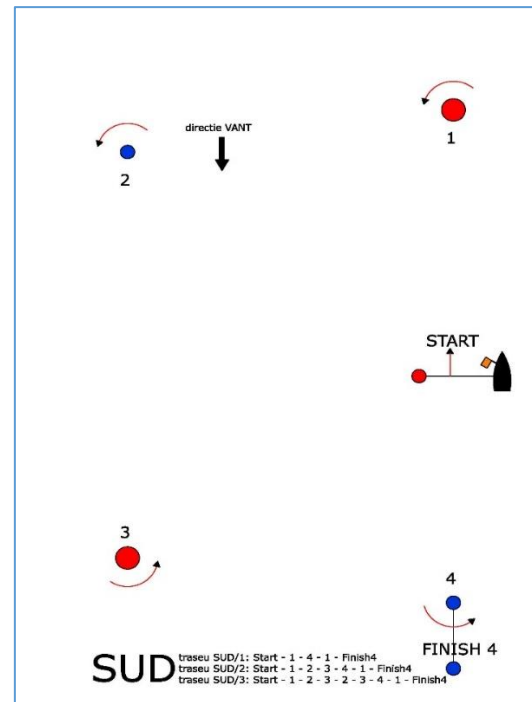 1
directie VANT
2
START
3
4
FINISH 4
SUD
traseu SUD/1: Start - 1 - 4 - 1 - Finish4
traseu SUD/2: Start - 1 - 2 - 3 - 4 - 1 - Finish4
traseu SUD/3: Start - 1 - 2 - 3 - 2 - 3 - 4 - 1 - Finish4